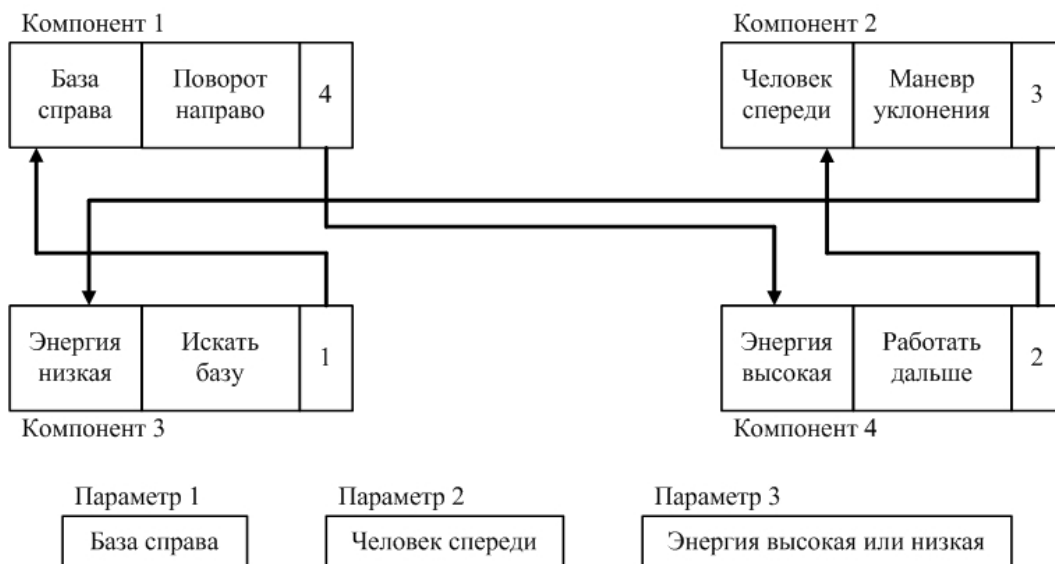 Компонент 1
База
справа
Поворот
направо
4
Компонент 2
Человек
спереди
Маневр
уклонения
3
Энергия
низкая
Искать
базу
1
Компонент 3
Энергия
высокая
Работать
дальше
2
Компонент 4
Параметр 1
База справа
Параметр 2
Человек спереди
Параметр 3
Энергия высокая или низкая